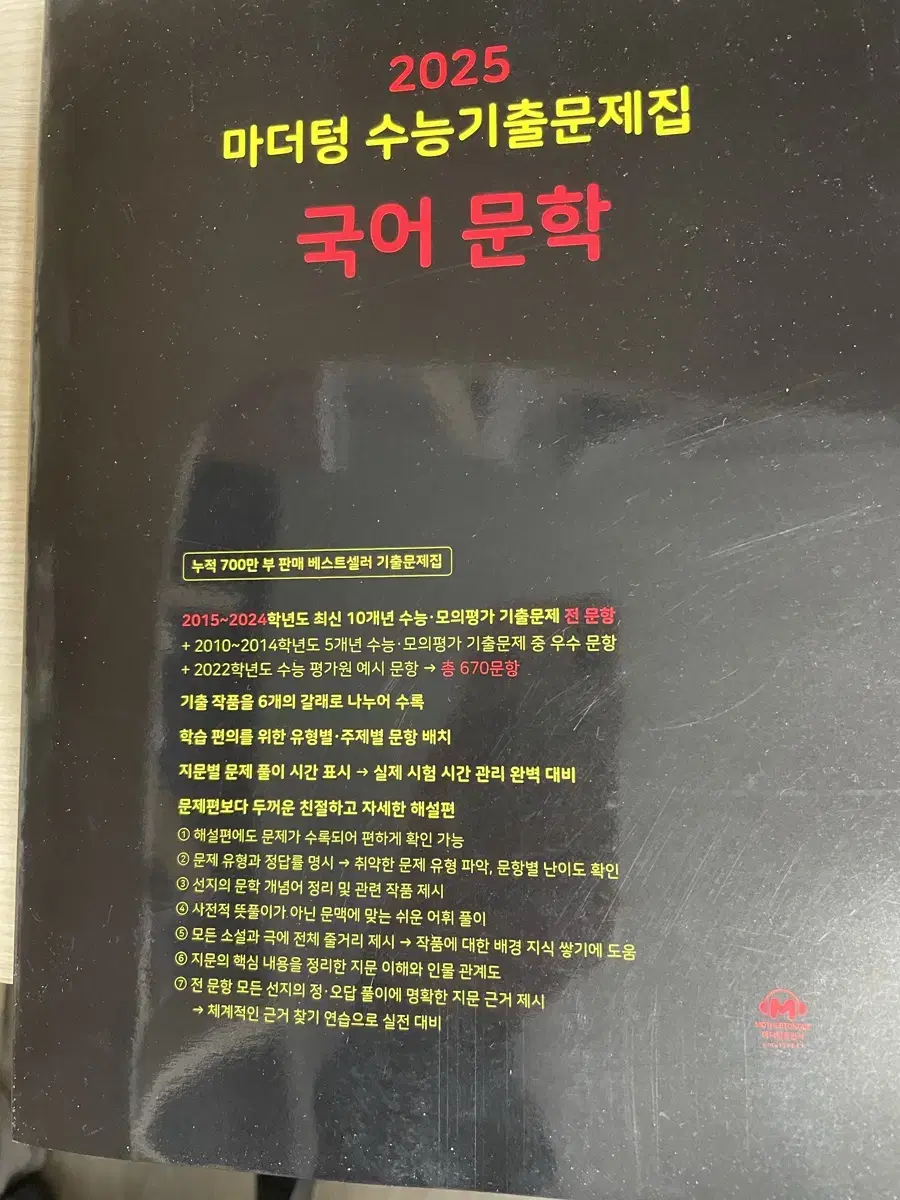 2025
마더텅 수능기출문제집
국어 문학
누적 700만 부 판매 베스트셀러 기출문제집
2015~2024학년도 최신 10개년 수능·모의평가 기출문제 전 문항
+ 2010~2014학년도 5개년 수능·모의평가 기출문제 중 우수 문항
+ 2022학년도 수능 평가원 예시 문항 → 총 670문항
기출 작품을 6개의 갈래로 나누어 수록
학습 편의를 위한 유형별·주제별 문항 배치
지문별 문제 풀이 시간 표시 → 실제 시험 시간 관리 완벽 대비
문제편보다 두꺼운 친절하고 자세한 해설편
① 해설편에도 문제가 수록되어 편하게 확인 가능
② 문제 유형과 정답률 명시 → 취약한 문제 유형 파악, 문항별 난이도 확인
③ 선지의 문학 개념어 정리 및 관련 작품 제시
④ 사전적 뜻풀이가 아닌 문맥에 맞는 쉬운 어휘 풀이
⑤ 모든 소설과 극에 전체 줄거리 제시 → 작품에 대한 배경 지식 쌓기에 도움
⑥ 지문의 핵심 내용을 정리한 지문 이해와 인물 관계도
⑦ 전 문항 모든 선지의 정·오답 풀이에 명확한 지문 근거 제시
→ 체계적인 근거 찾기 연습으로 실전 대비
M